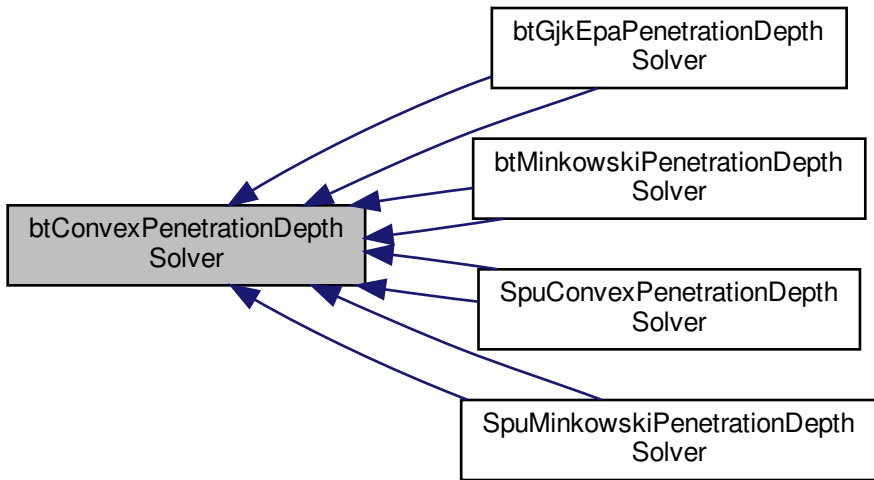 btGjkEpaPenetrationDepth
Solver
btMinkowskiPenetrationDepth
Solver
btConvexPenetrationDepth
Solver
SpuConvexPenetrationDepth
Solver
SpuMinkowskiPenetrationDepth
Solver